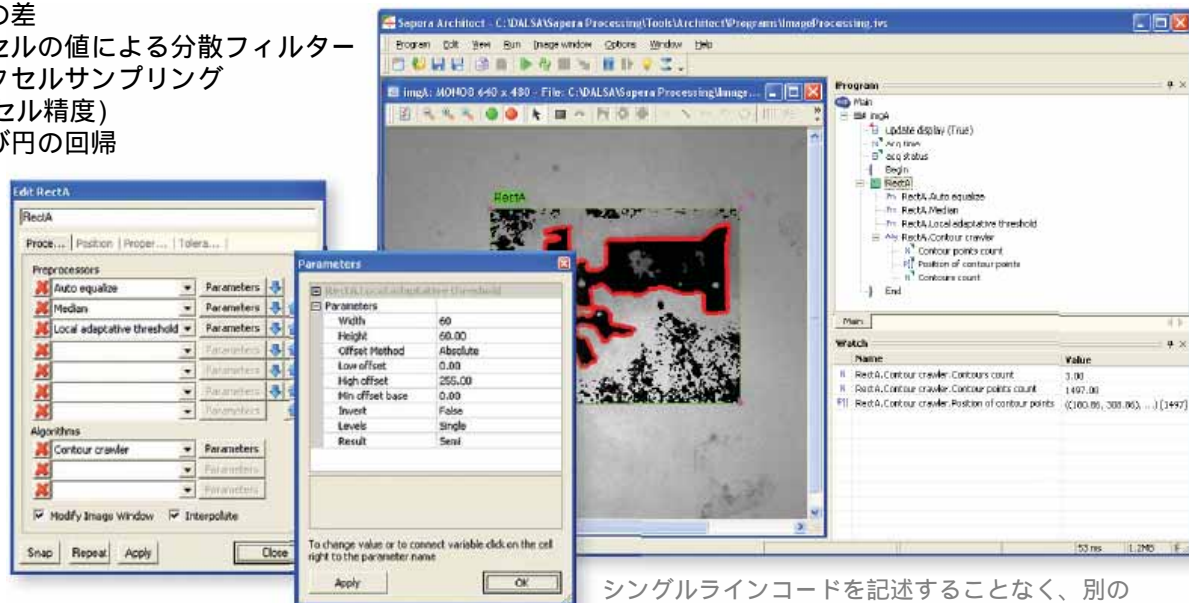 の差
セルの値による分散フィルター
クセルサンプリング
セル精度)
び円の回帰
Sapera Architect - C:\DALSA\Sapera Processing\Tools\Architect\Programs\ImageProcessing.ivs
Program Edit View Run Image window Options Window Help
imgA: MONO8 640 x 480 - File: C:\DALSA\Sapera Processing\Image...
RectA
Program
Main
imgA
update display (True)
acq time
acq status
Begin
RectA
RectA.Auto equalize
RectA.Median
RectA.Local adaptative threshold
RectA.Contour crawler
Contour points count
Position of contour points
Contours count
End
Main
Watch
Name Value
RectA.Contour crawler.Contours count 3.00
RectA.Contour crawler.Contour points count 1497.00
RectA.Contour crawler.Position of contour points
53 ms 1.2MB
Edit RectA
RectA
Proce... Position Proper... Tolera...
Preprocessors
Auto equalize Parameters
Median Parameters
Local adaptative threshold Parameters
Parameters
Parameters
Parameters
Parameters
Algorithms
Contour crawler Parameters
Parameters
Parameters
Modify Image Window Interpolate
Snap Repeat Apply Close
Parameters
RectA.Local adaptative threshold
Parameters
Width 60
Height 60.00
Offset Method Absolute
Low offset 0.00
High offset 255.00
Min offset base 0.00
Invert False
Levels Single
Result Semi
To change value or to connect variable click on the cell
right to the parameter name
Apply OK
シングルラインコードを記述することなく、別の